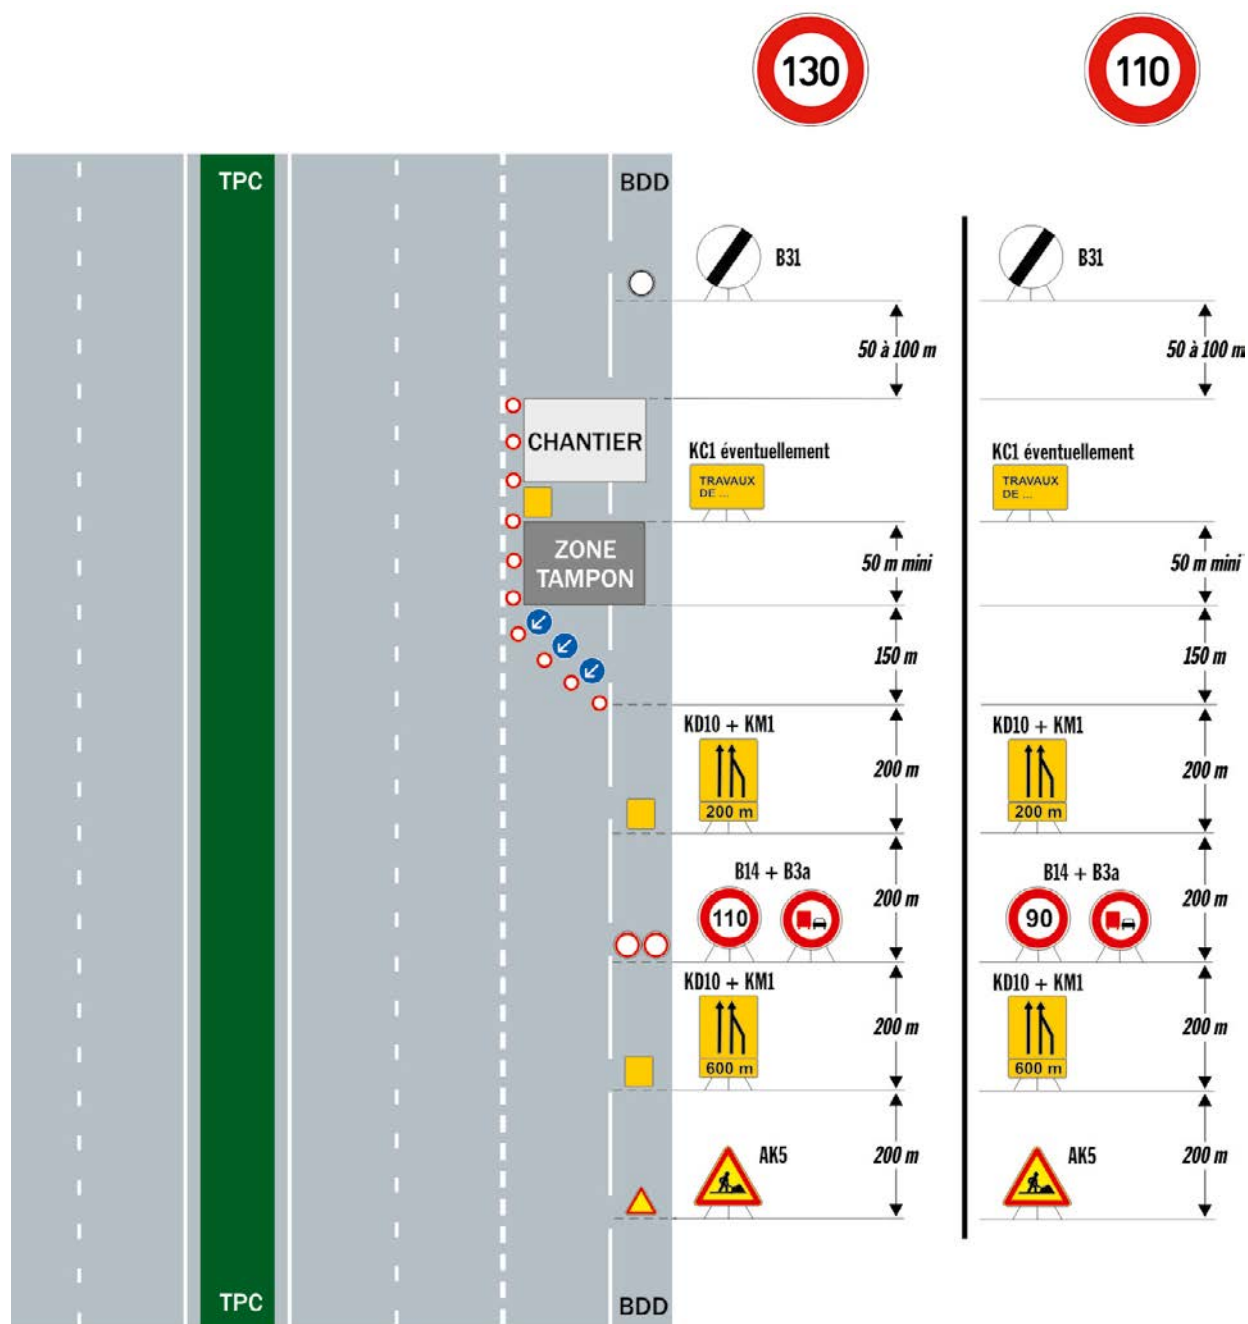 130
110
TPC
BDD
B31
B31
50 à 100 m
50 à 100 m
CHANTIER
KC1 éventuellement
KC1 éventuellement
TRAVAUX
DE ...
TRAVAUX
DE ...
ZONE
TAMPON
50 m mini
50 m mini
150 m
150 m
KD10 + KM1
KD10 + KM1
200 m
200 m
200 m
200 m
B14 + B3a
B14 + B3a
110
200 m
90
200 m
KD10 + KM1
KD10 + KM1
200 m
200 m
600 m
600 m
AK5
200 m
AK5
200 m
TPC
BDD